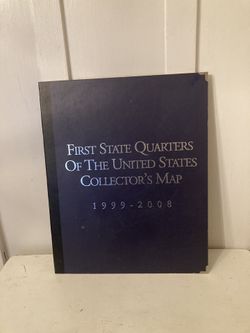 FIRST STATE QUARTERS
OF THE UNITED STATES
COLLECTOR'S MAP
1999-2008